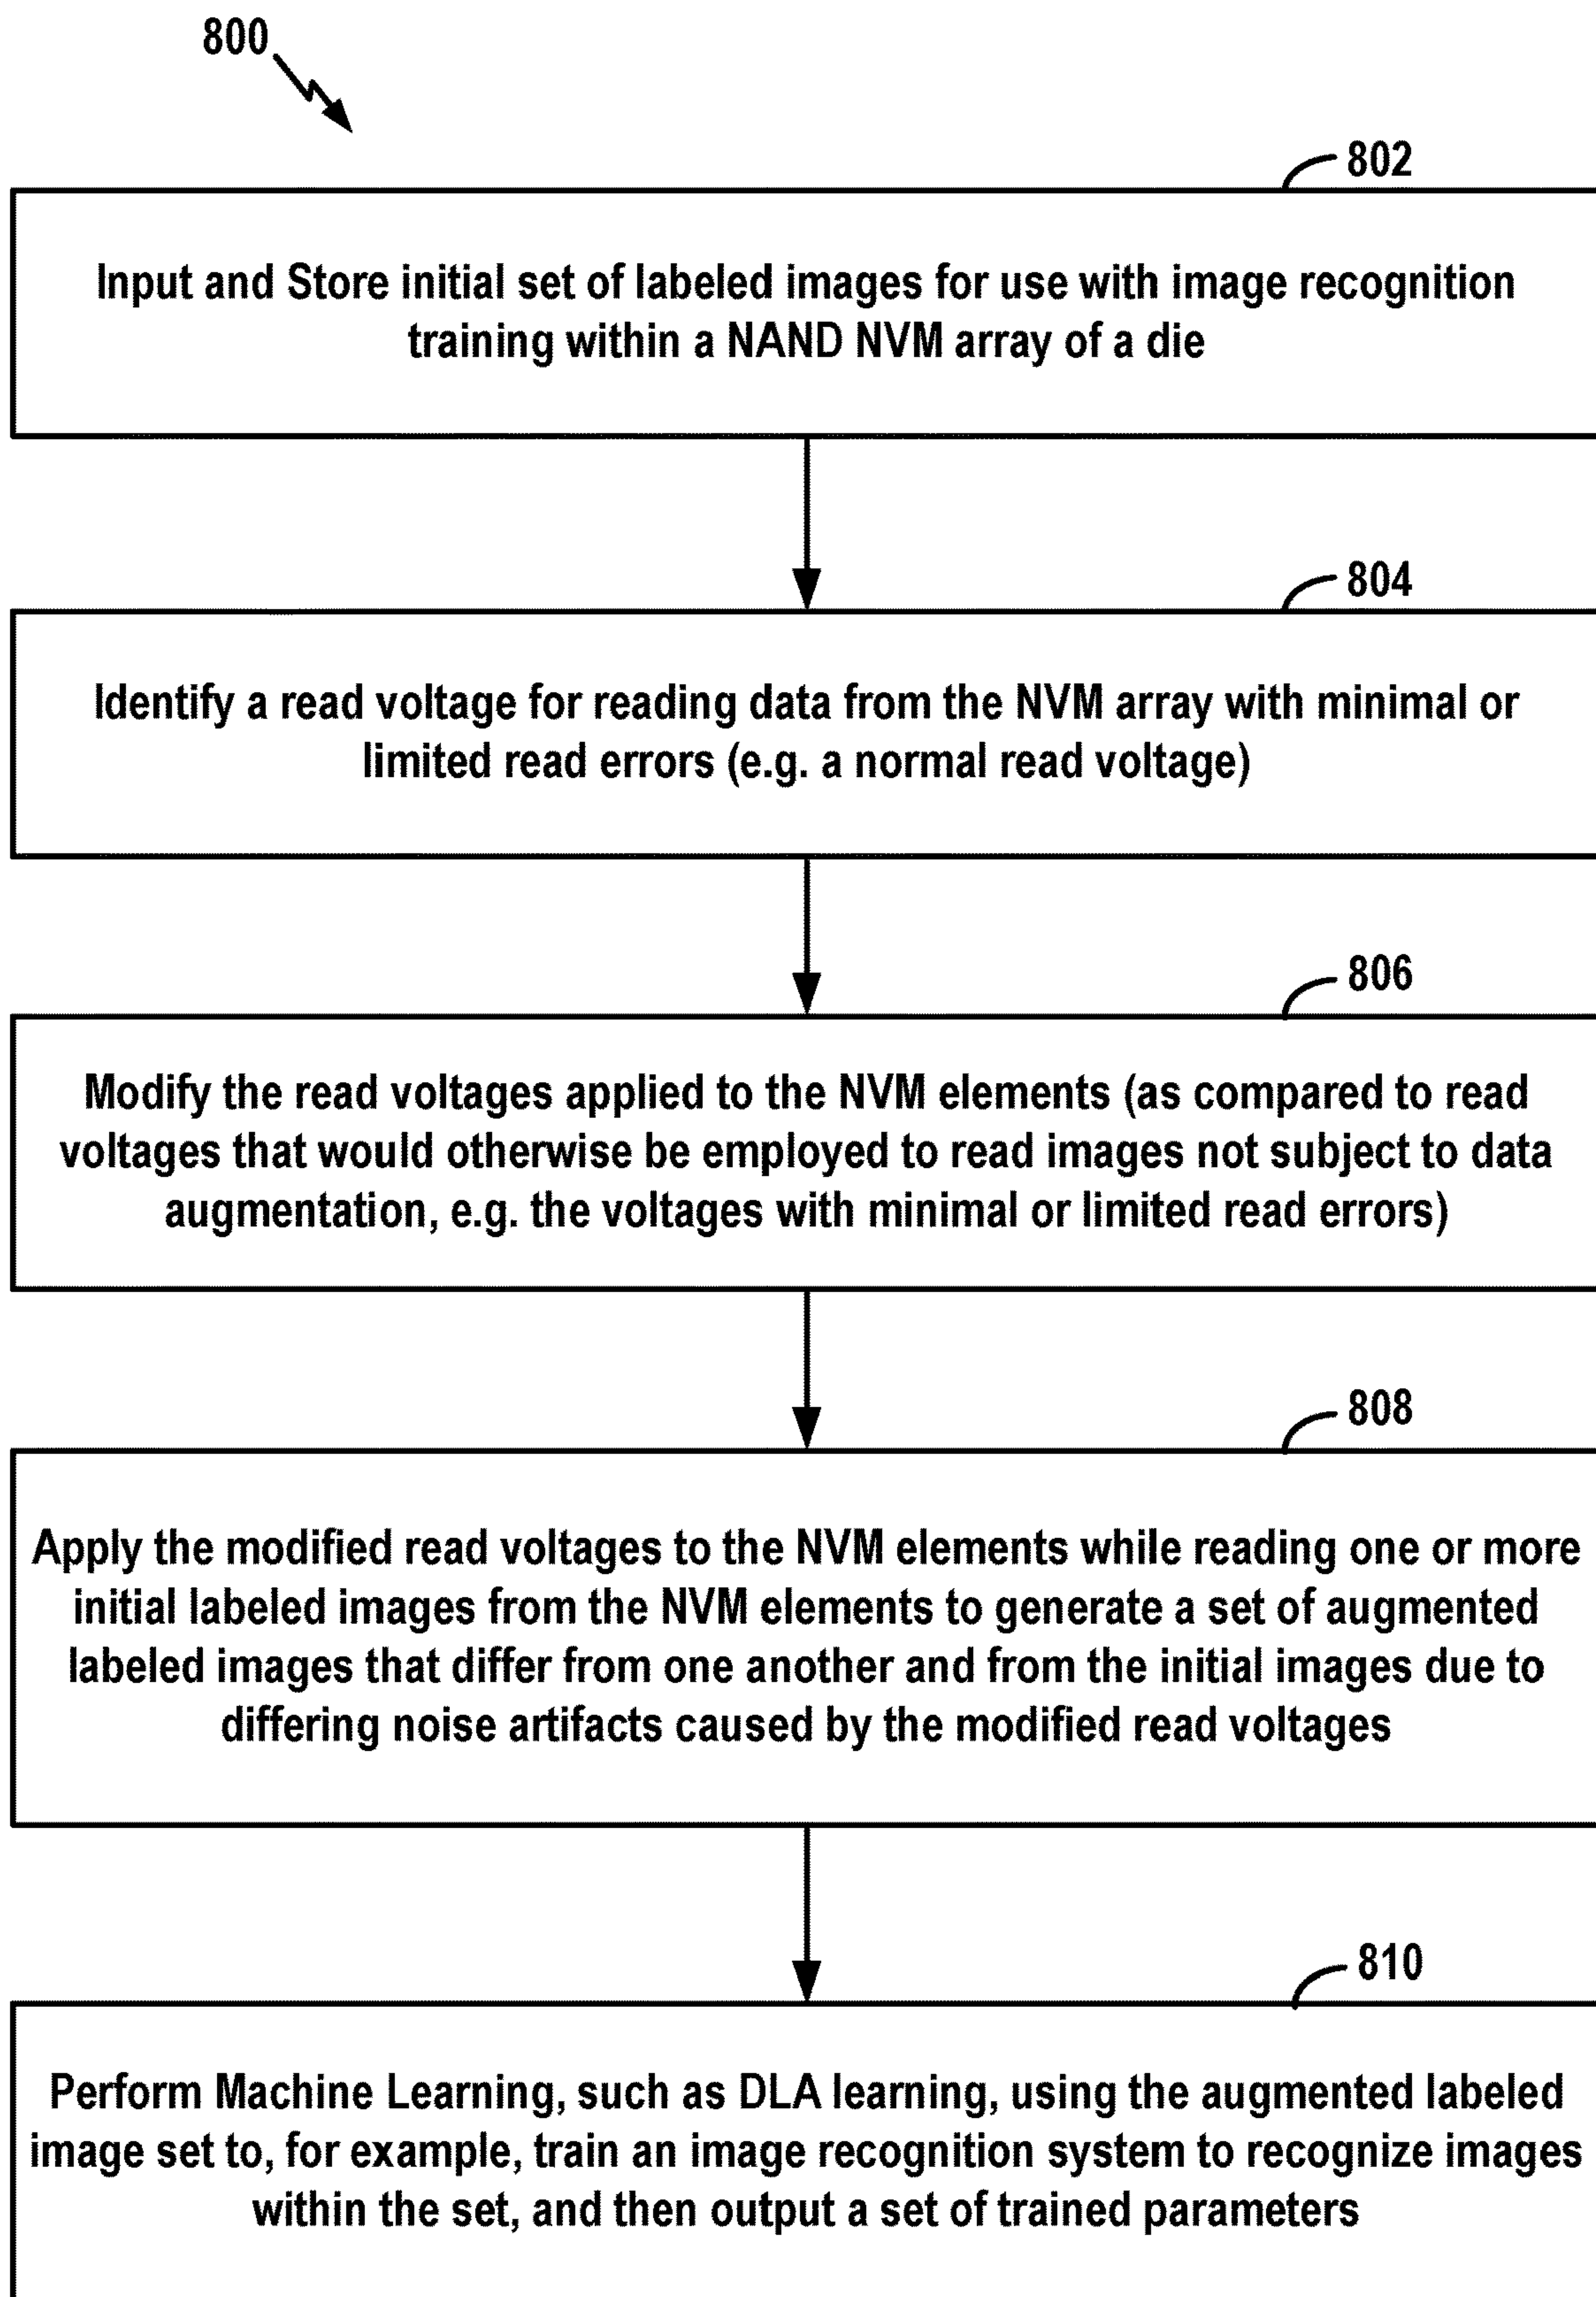 800
802
Input and Store initial set of labeled images for use with image recognition
training within a NAND NVM array of a die
804
Identify a read voltage for reading data from the NVM array with minimal or
limited read errors (e.g. a normal read voltage)
806
Modify the read voltages applied to the NVM elements (as compared to read
voltages that would otherwise be employed to read images not subject to data
augmentation, e.g. the voltages with minimal or limited read errors)
808
Apply the modified read voltages to the NVM elements while reading one or more
initial labeled images from the NVM elements to generate a set of augmented
labeled images that differ from one another and from the initial images due to
differing noise artifacts caused by the modified read voltages
810
Perform Machine Learning, such as DLA learning, using the augmented labeled
image set to, for example, train an image recognition system to recognize images
within the set, and then output a set of trained parameters